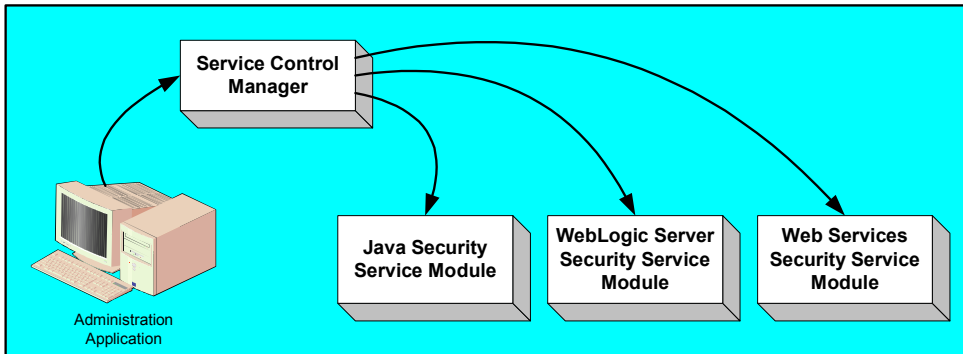 Service Control
Manager
Java Security
Service Module
WebLogic Server
Security Service
Module
Web Services
Security Service
Module
Administration
Application